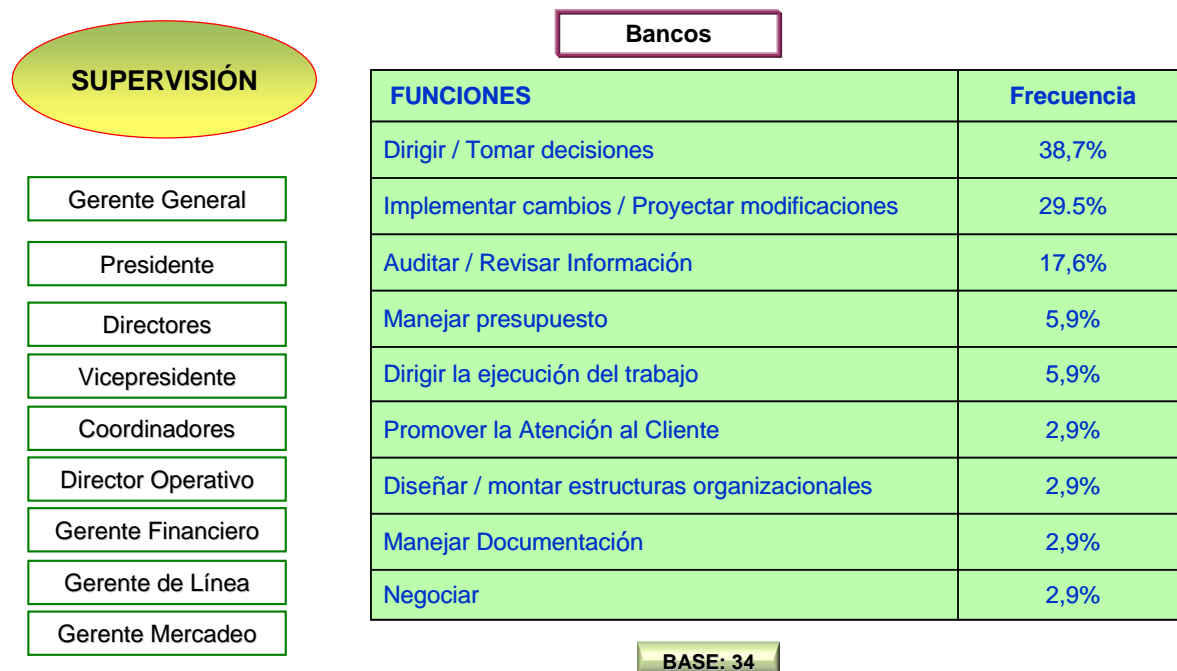 Bancos
SUPERVISIÓN
Gerente General
Presidente
Directores
Vicepresidente
Coordinadores
Director Operativo
Gerente Financiero
Gerente de Línea
Gerente Mercadeo
FUNCIONES Frecuencia
Dirigir / Tomar decisiones 38,7%
Implementar cambios / Proyectar modificaciones 29.5%
Auditar / Revisar Información 17,6%
Manejar presupuesto 5,9%
Dirigir la ejecución del trabajo 5,9%
Promover la Atención al Cliente 2,9%
Diseñar / montar estructuras organizacionales 2,9%
Manejar Documentación 2,9%
Negociar 2,9%
BASE: 34